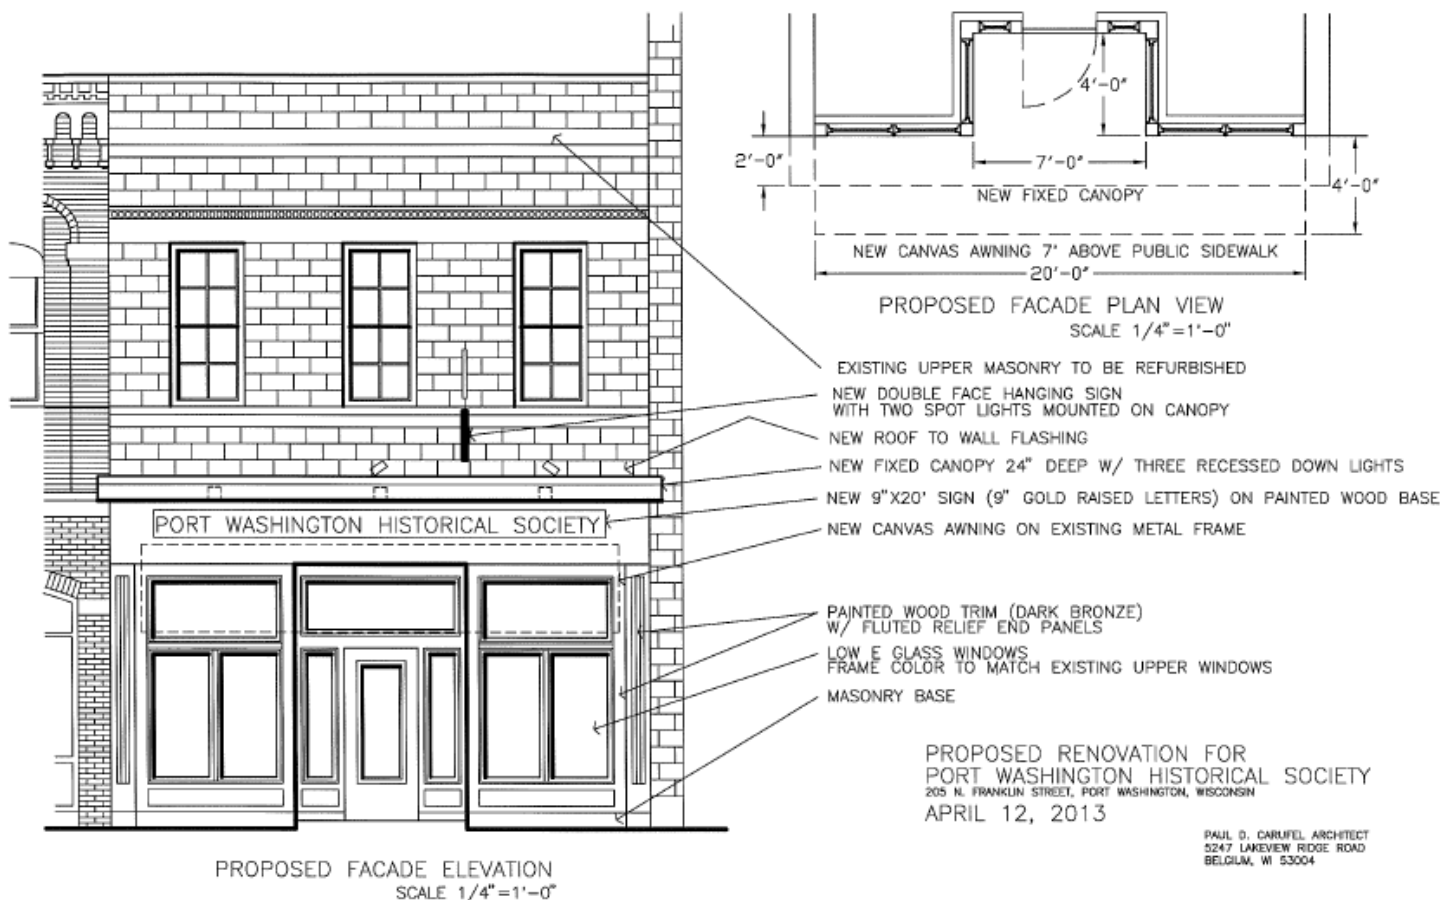 4'-0"
2'-0"
7'-0"
4'-0"
NEW FIXED CANOPY
NEW CANVAS AWNING 7' ABOVE PUBLIC SIDEWALK
20'-0"
PROPOSED FACADE PLAN VIEW
SCALE 1/4"=1'-0"
EXISTING UPPER MASONRY TO BE REFURBISHED
NEW DOUBLE FACE HANGING SIGN
WITH TWO SPOT LIGHTS MOUNTED ON CANOPY
NEW ROOF TO WALL FLASHING
NEW FIXED CANOPY 24" DEEP W/ THREE RECESSED DOWN LIGHTS
NEW 9"X20' SIGN (9" GOLD RAISED LETTERS) ON PAINTED WOOD BASE
PORT WASHINGTON HISTORICAL SOCIETY
NEW CANVAS AWNING ON EXISTING METAL FRAME
PAINTED WOOD TRIM (DARK BRONZE)
W/ FLUTED RELIEF END PANELS
LOW E GLASS WINDOWS
FRAME COLOR TO MATCH EXISTING UPPER WINDOWS
MASONRY BASE
PROPOSED RENOVATION FOR
PORT WASHINGTON HISTORICAL SOCIETY
205 N. FRANKLIN STREET, PORT WASHINGTON, WISCONSIN
APRIL 12, 2013
PAUL D. CARUFEL ARCHITECT
5247 LAKEVIEW RIDGE ROAD
BELGIUM, WI 53004
PROPOSED FACADE ELEVATION
SCALE 1/4"=1'-0"